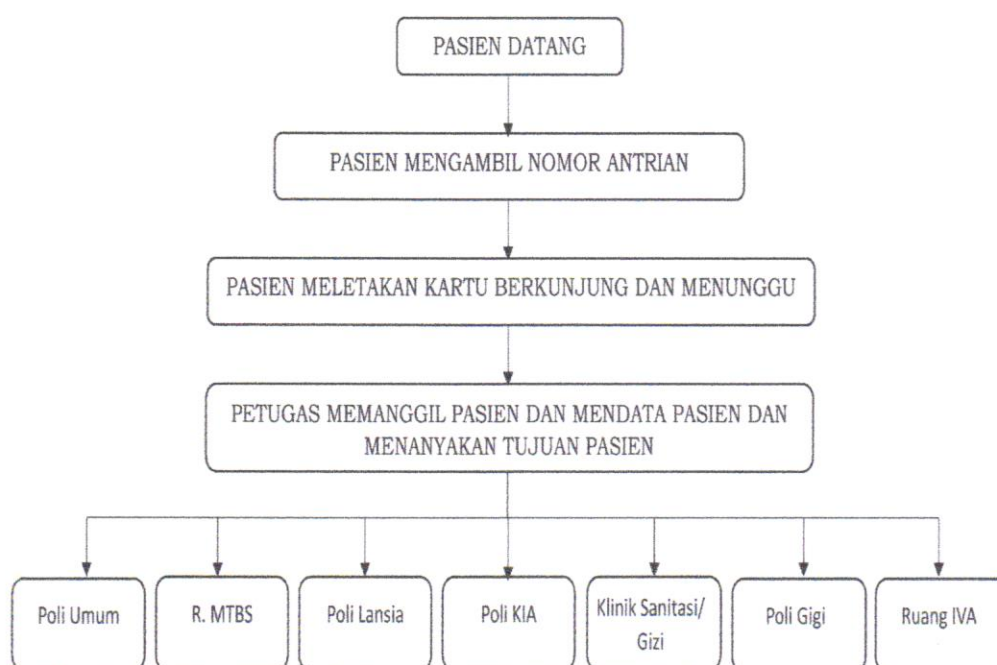 PASIEN DATANG
PASIEN MENGAMBIL NOMOR ANTRIAN
PASIEN MELETAKAN KARTU BERKUNJUNG DAN MENUNGGU
PETUGAS MEMANGGIL PASIEN DAN MENDATA PASIEN DAN
MENANYAKAN TUJUAN PASIEN
Poli Umum
R. MTBS
Poli Lansia
Poli KIA
Klinik Sanitasi/
Gizi
Poli Gigi
Ruang IVA